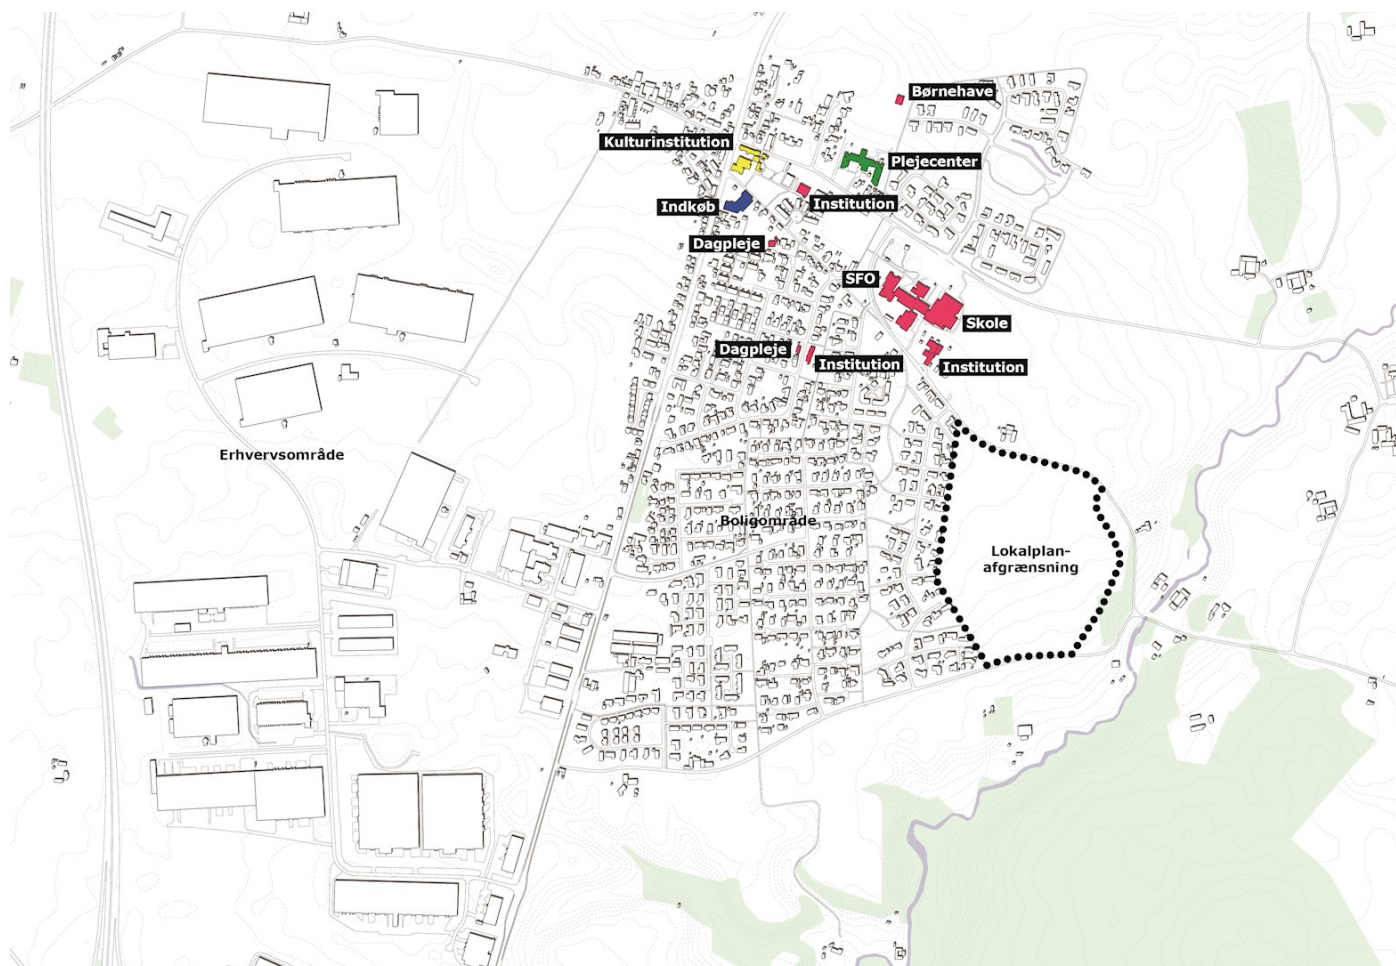 Børnehave
Kulturinstitution
Plejecenter
Indkøb
Institution
Dagpleje
SFO
Skole
Dagpleje
Institution
Institution
Erhvervsområde
Boligområde
Lokalplan-
afgrænsning